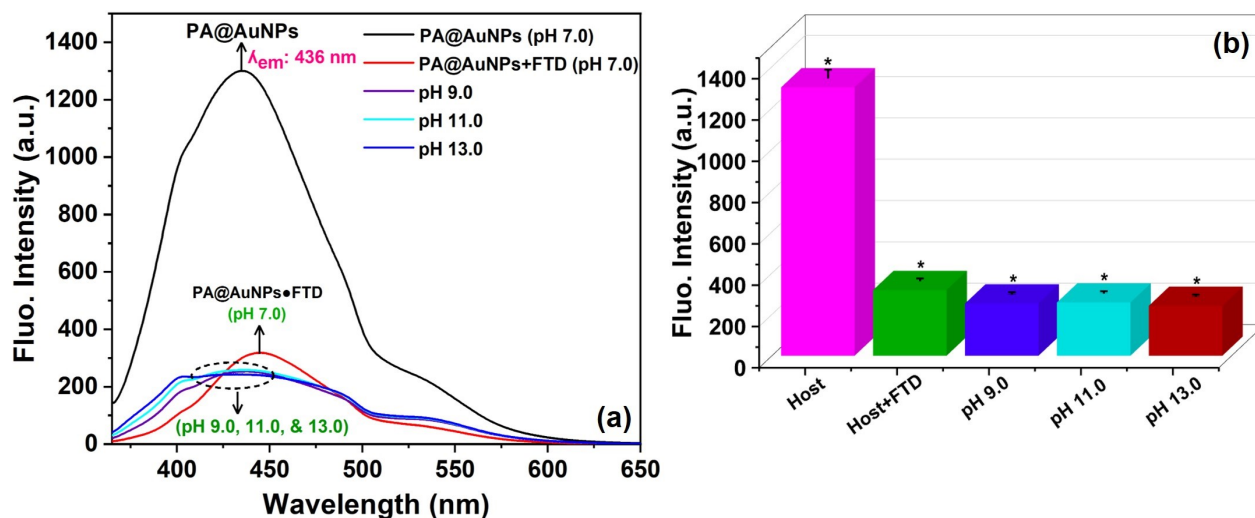 PA@AuNPs
λem: 436 nm
PA@AuNPs (pH 7.0)
PA@AuNPs+FTD (pH 7.0)
pH 9.0
pH 11.0
pH 13.0
PA@AuNPs●FTD
(pH 7.0)
(pH 9.0, 11.0, & 13.0)
(a)
Fluo. Intensity (a.u.)
1400
1200
1000
800
600
400
200
0
400
450
500
550
600
650
Wavelength (nm)
(b)
Fluo. Intensity (a.u.)
1400
1200
1000
800
600
400
200
0
*
*
*
*
*
Host
Host+FTD
pH 9.0
pH 11.0
pH 13.0